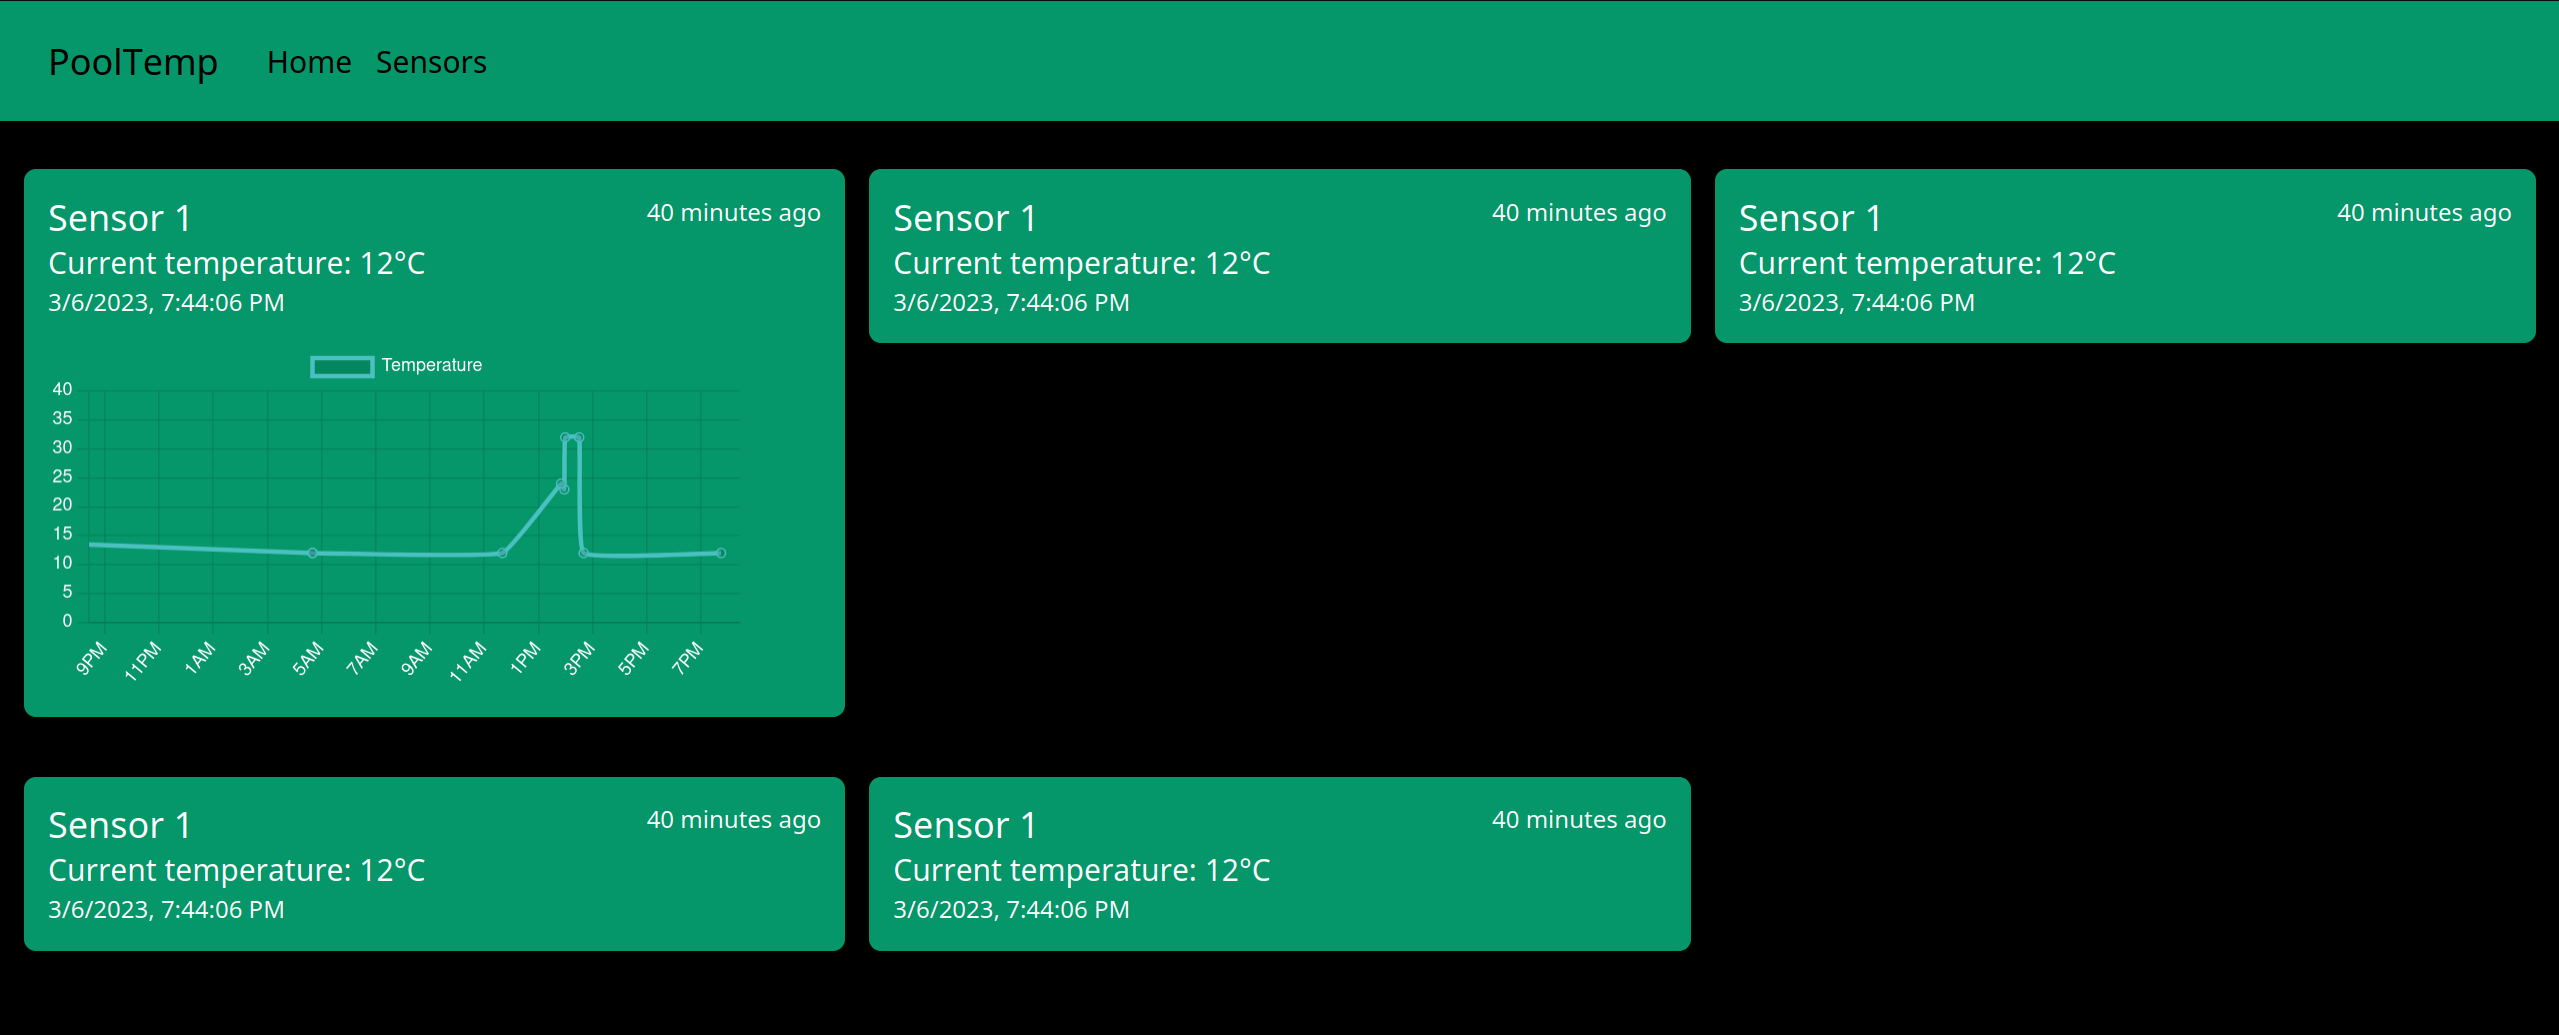 PoolTemp Home Sensors
Sensor 1 40 minutes ago
Current temperature: 12°C
3/6/2023, 7:44:06 PM
Temperature
40
35
30
25
20
15
10
5
0
9PM 11PM 1AM 3AM 5AM 7AM 9AM 11AM 1PM 3PM 5PM 7PM
Sensor 1 40 minutes ago
Current temperature: 12°C
3/6/2023, 7:44:06 PM
Sensor 1 40 minutes ago
Current temperature: 12°C
3/6/2023, 7:44:06 PM
Sensor 1 40 minutes ago
Current temperature: 12°C
3/6/2023, 7:44:06 PM
Sensor 1 40 minutes ago
Current temperature: 12°C
3/6/2023, 7:44:06 PM